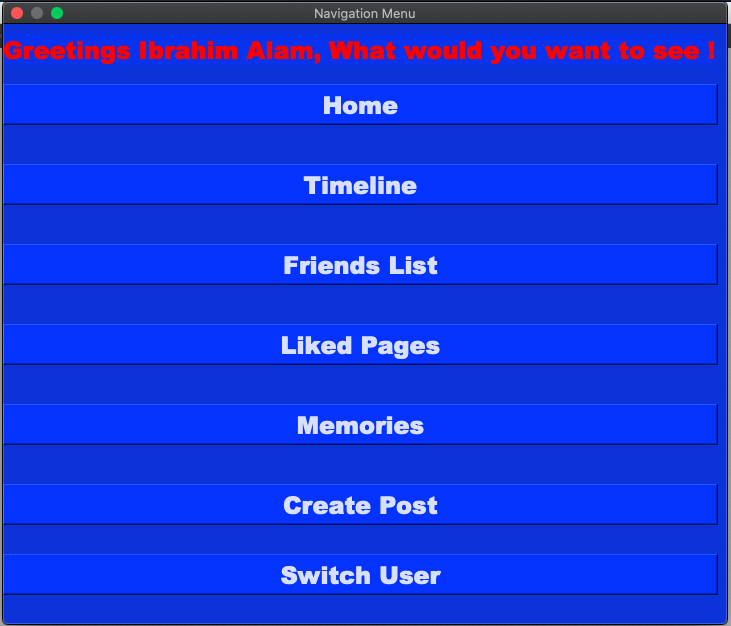 Navigation Menu
Greetings Ibrahim Alam, What would you want to see !
Home
Timeline
Friends List
Liked Pages
Memories
Create Post
Switch User